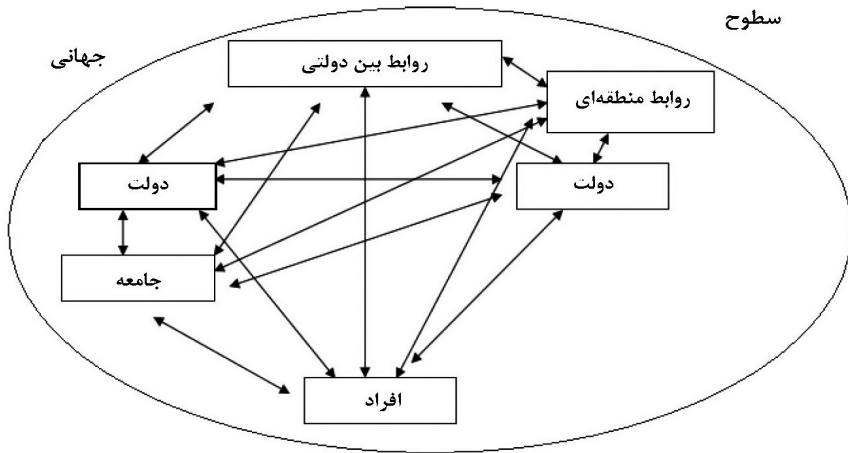 سطوح
جهانی
روابط بین دولتی
روابط منطقه‌ای
دولت
دولت
جامعه
افراد